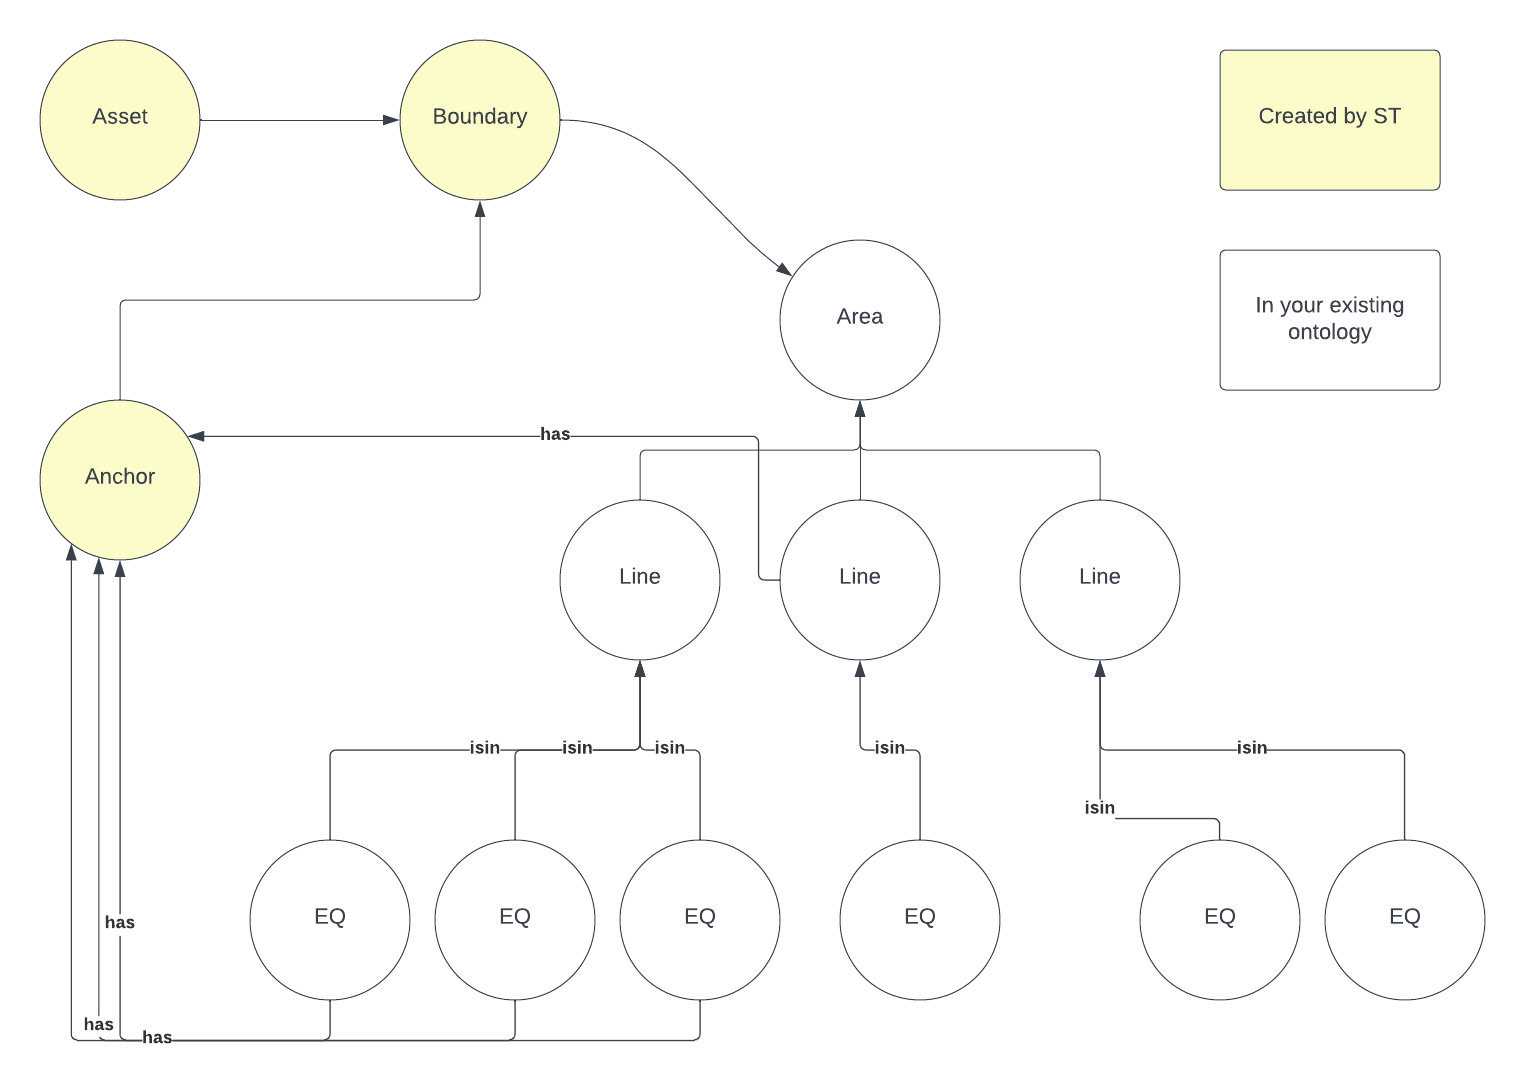 Asset
Boundary
Created by ST
Area
In your existing
ontology
has
Anchor
Line
Line
Line
isin
isin
isin
isin
isin
isin
has
EQ
EQ
EQ
EQ
EQ
EQ
has
has